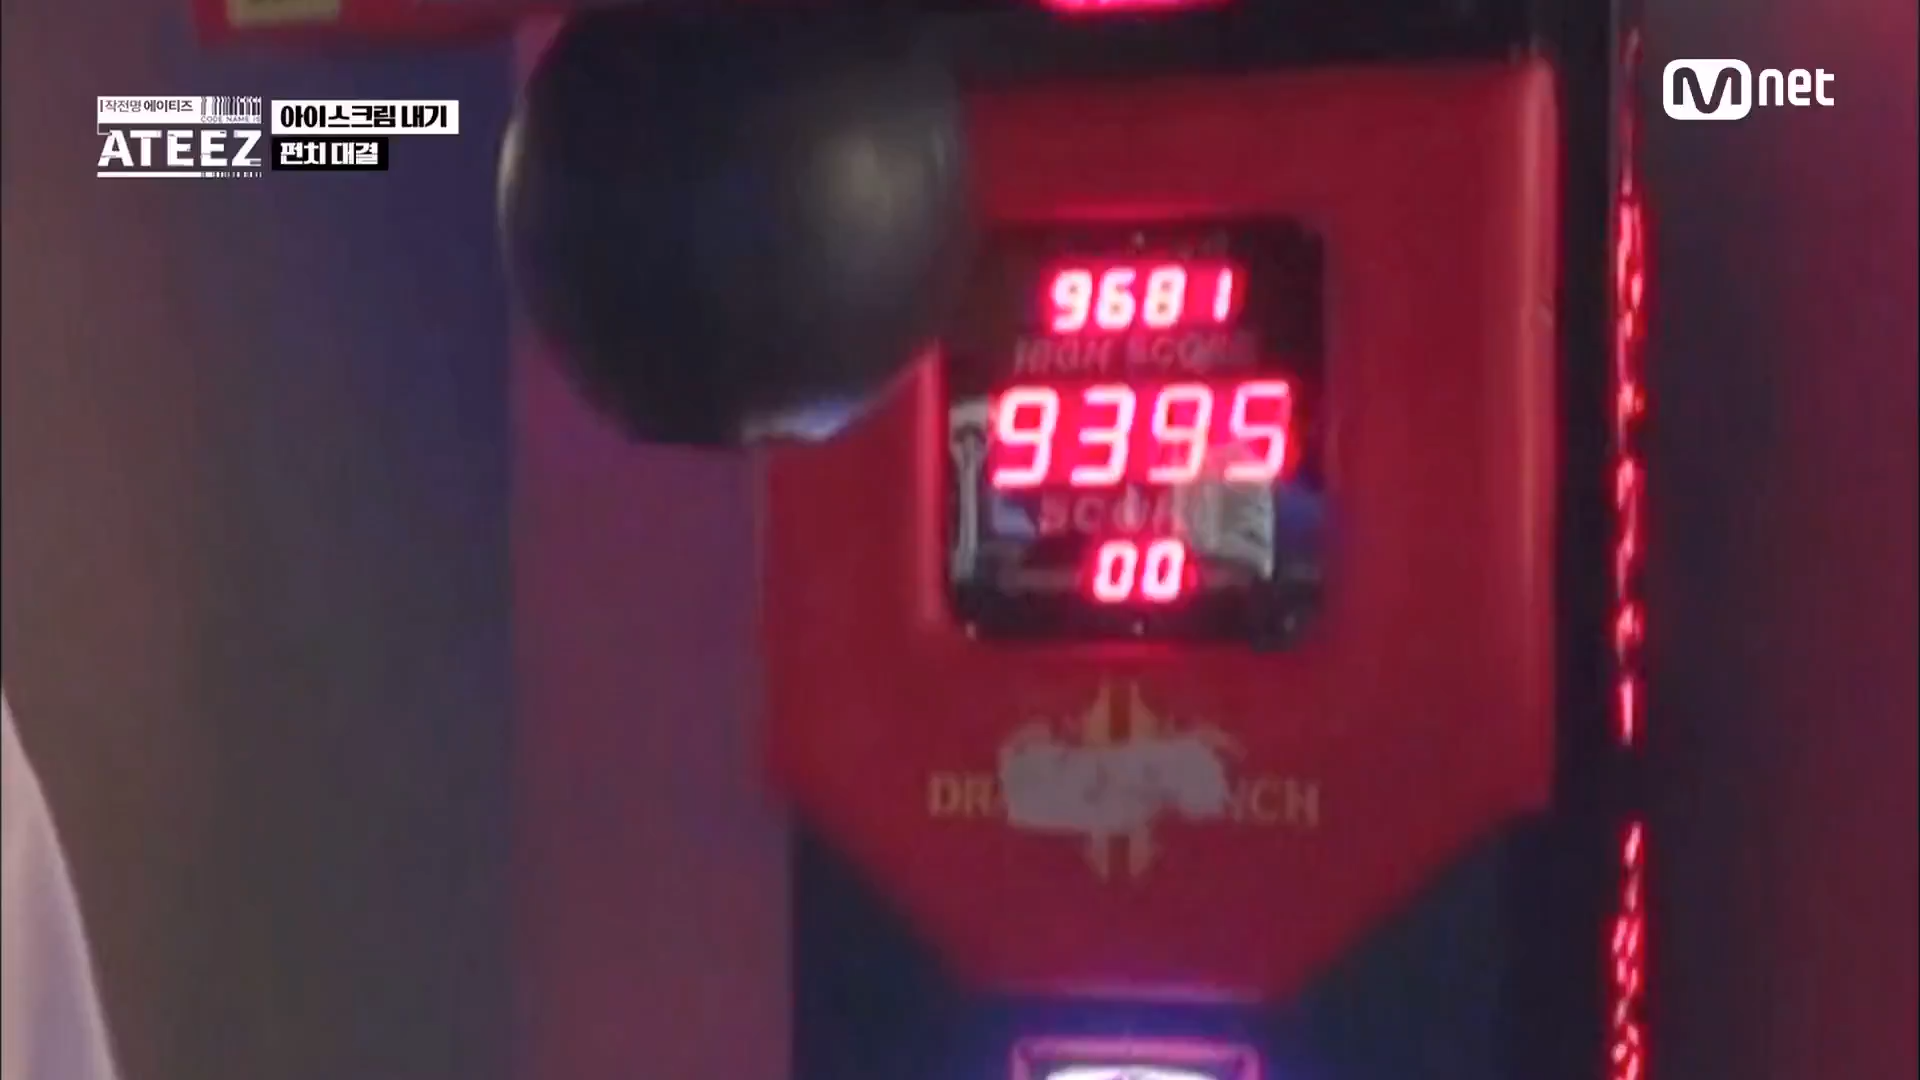 작전명 에이티즈
CODE NAME IS
ATEEZ
아이스크림 내기
펀치 대결
Mnet
9681
HIGH SCORE
9395
SCORE
00